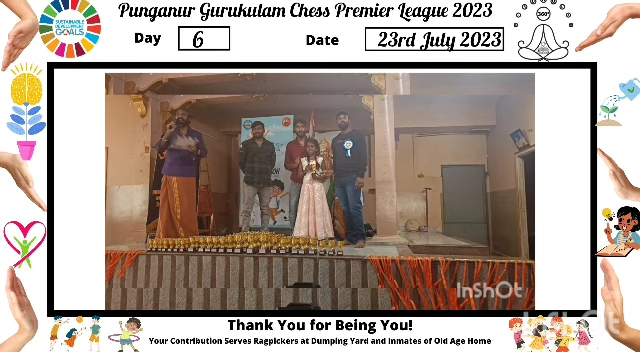 Punganur Gurukulam Chess Premier League 2023
SUSTAINABLE
DEVELOPMENT
GOALS
360°
Day 6 Date 23rd July 2023
InShOt
Thank You for Being You!
Your Contribution Serves Ragpickers at Dumping Yard and Inmates of Old Age Home